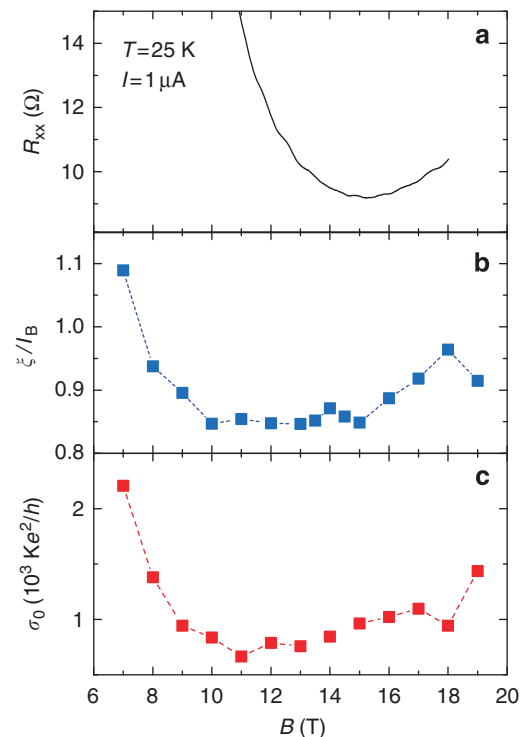 a
T=25 K
I=1 μA
R_xx (Ω)
14
12
10
b
ξ/l_B
1.1
1.0
0.9
0.8
c
σ_0 (10^3 Ke^2/h)
2
1
6 8 10 12 14 16 18 20
B (T)